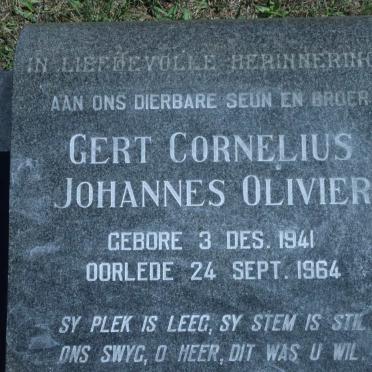 IN LIEFDEVOLLE HERINNERING
AAN ONS DIERBARE SEUN EN BROER
GERT CORNELIUS
JOHANNES OLIVIER
GEBORE 3 DES. 1941
OORLEDE 24 SEPT. 1964
SY PLEK IS LEEG, SY STEM IS STIL
ONS SWYG, O HEER, DIT WAS U WIL.